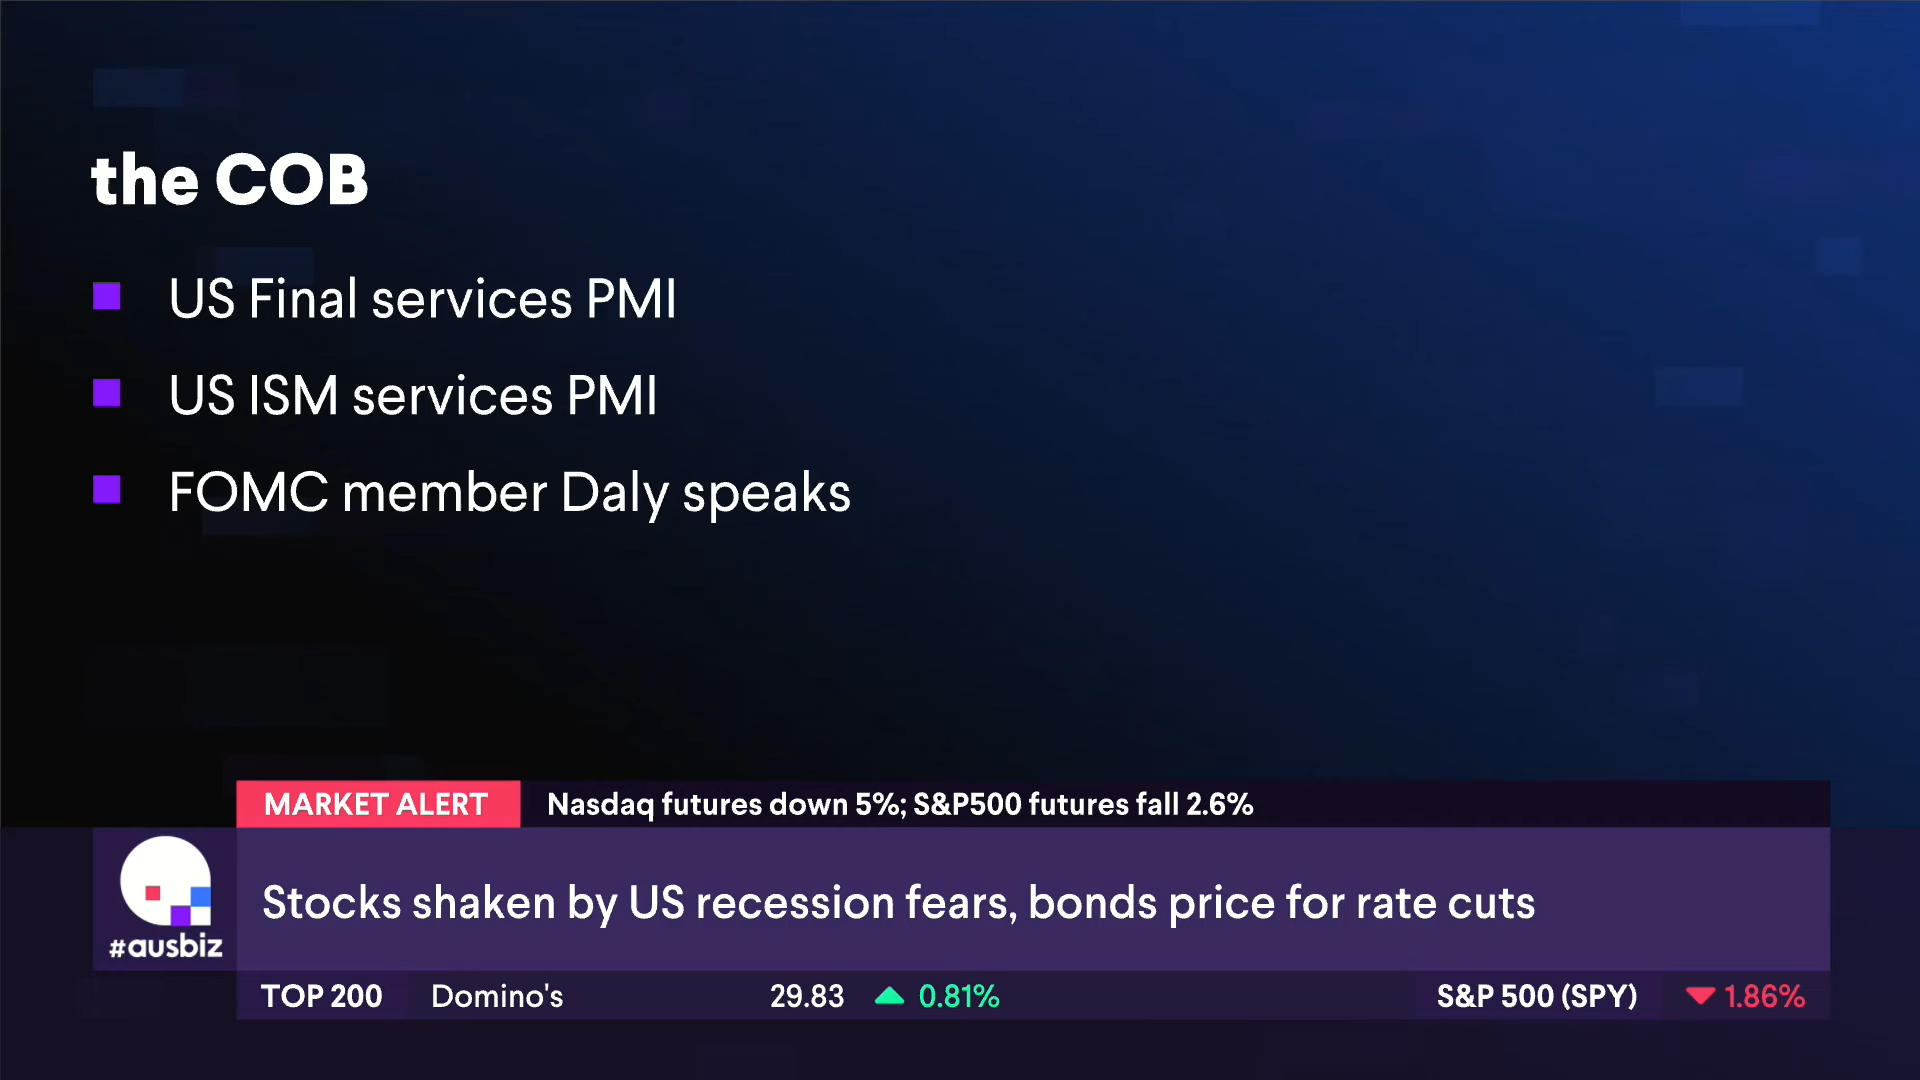 the COB
US Final services PMI
US ISM services PMI
FOMC member Daly speaks
MARKET ALERT Nasdaq futures down 5%; S&P500 futures fall 2.6%
Stocks shaken by US recession fears, bonds price for rate cuts
#ausbiz
TOP 200 Domino's 29.83 0.81% S&P 500 (SPY) 1.86%